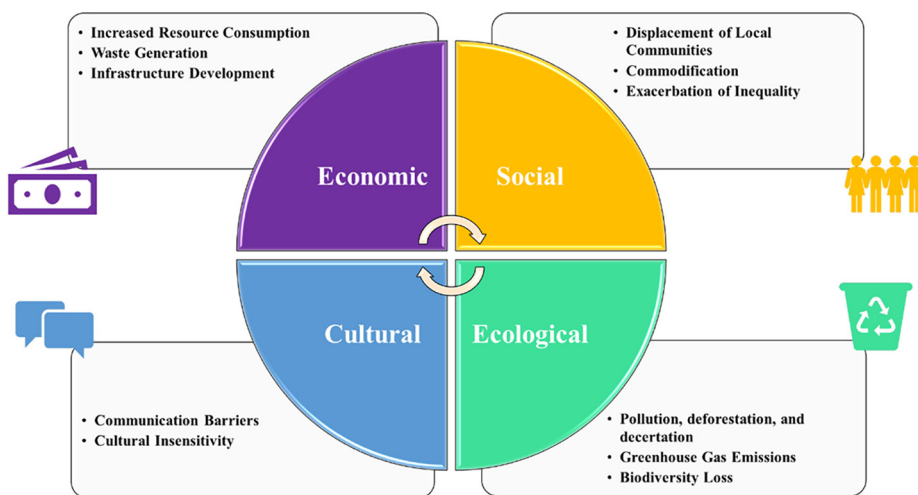 • Increased Resource Consumption
• Waste Generation
• Infrastructure Development
• Displacement of Local
Communities
• Commodification
• Exacerbation of Inequality
Economic
Social
Cultural
Ecological
• Communication Barriers
• Cultural Insensitivity
• Pollution, deforestation, and
decertation
• Greenhouse Gas Emissions
• Biodiversity Loss